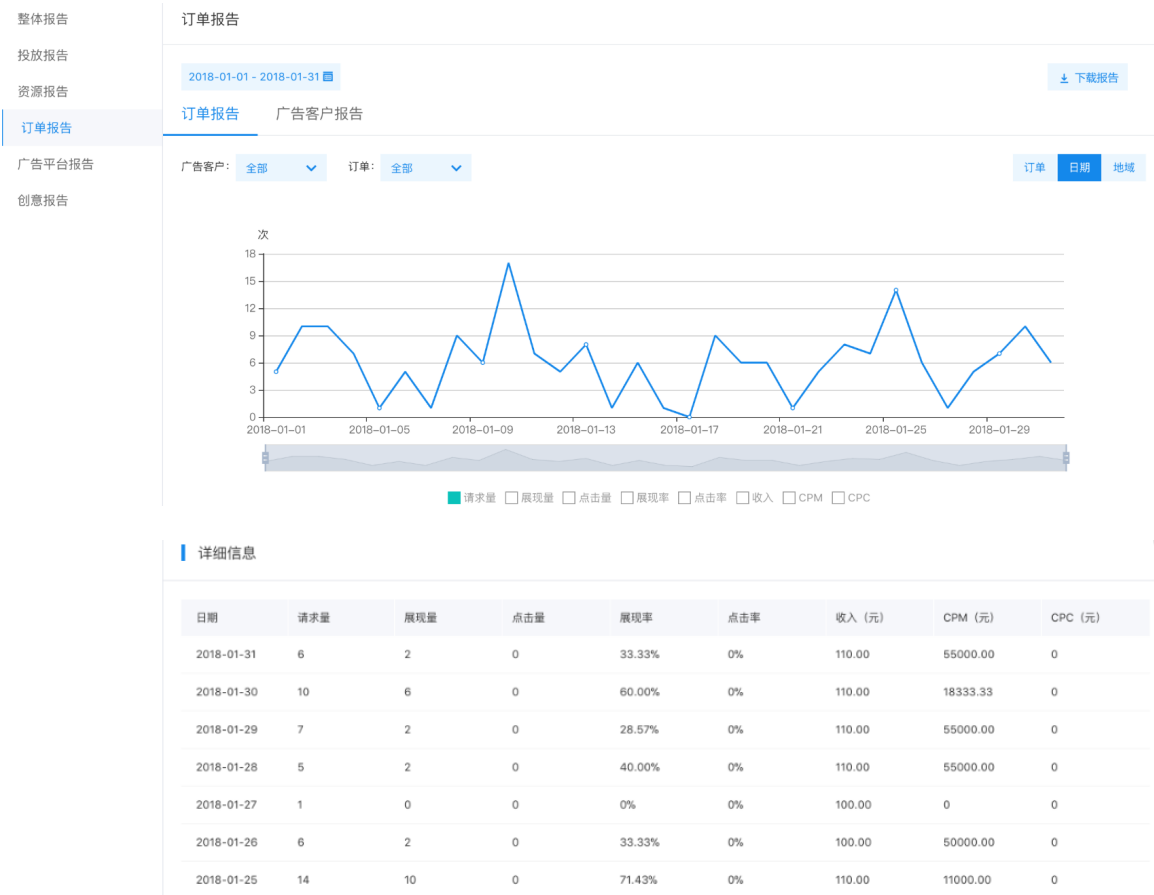 整体报告
投放报告
资源报告
订单报告
广告平台报告
创意报告
订单报告
2018-01-01 - 2018-01-31
下载报告
订单报告 广告客户报告
广告客户: 全部 订单: 全部 订单 日期 地域
次
18
15
12
9
6
3
0
2018-01-01 2018-01-05 2018-01-09 2018-01-13 2018-01-17 2018-01-21 2018-01-25 2018-01-29
请求量 展现量 点击量 展现率 点击率 收入 CPM CPC
详细信息
日期 请求量 展现量 点击量 展现率 点击率 收入（元） CPM（元） CPC（元）
2018-01-31 6 2 0 33.33% 0% 110.00 55000.00 0
2018-01-30 10 6 0 60.00% 0% 110.00 18333.33 0
2018-01-29 7 2 0 28.57% 0% 110.00 55000.00 0
2018-01-28 5 2 0 40.00% 0% 110.00 55000.00 0
2018-01-27 1 0 0 0% 0% 100.00 0 0
2018-01-26 6 2 0 33.33% 0% 100.00 50000.00 0
2018-01-25 14 10 0 71.43% 0% 110.00 11000.00 0